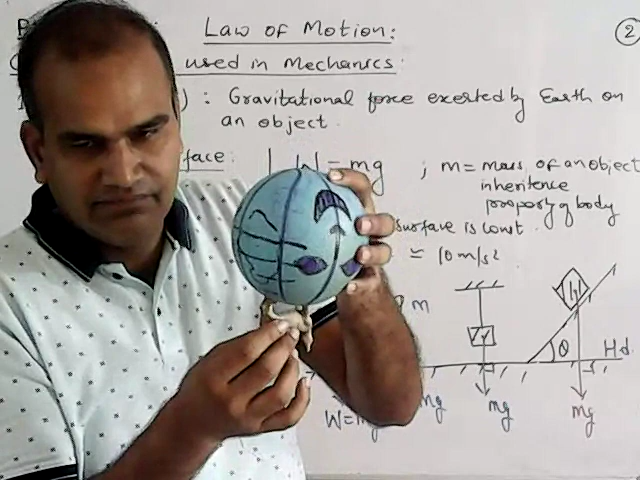 Law of Motion:
2
used in Mechanics:
) : Gravitational force exerted by Earth on
an object.
face:
W = mg ; m = mass of an object
inheritence
property of body
surface is const.
≃ 10 m/s²
m
θ
Hd.
W = mg
mg
mg
mg